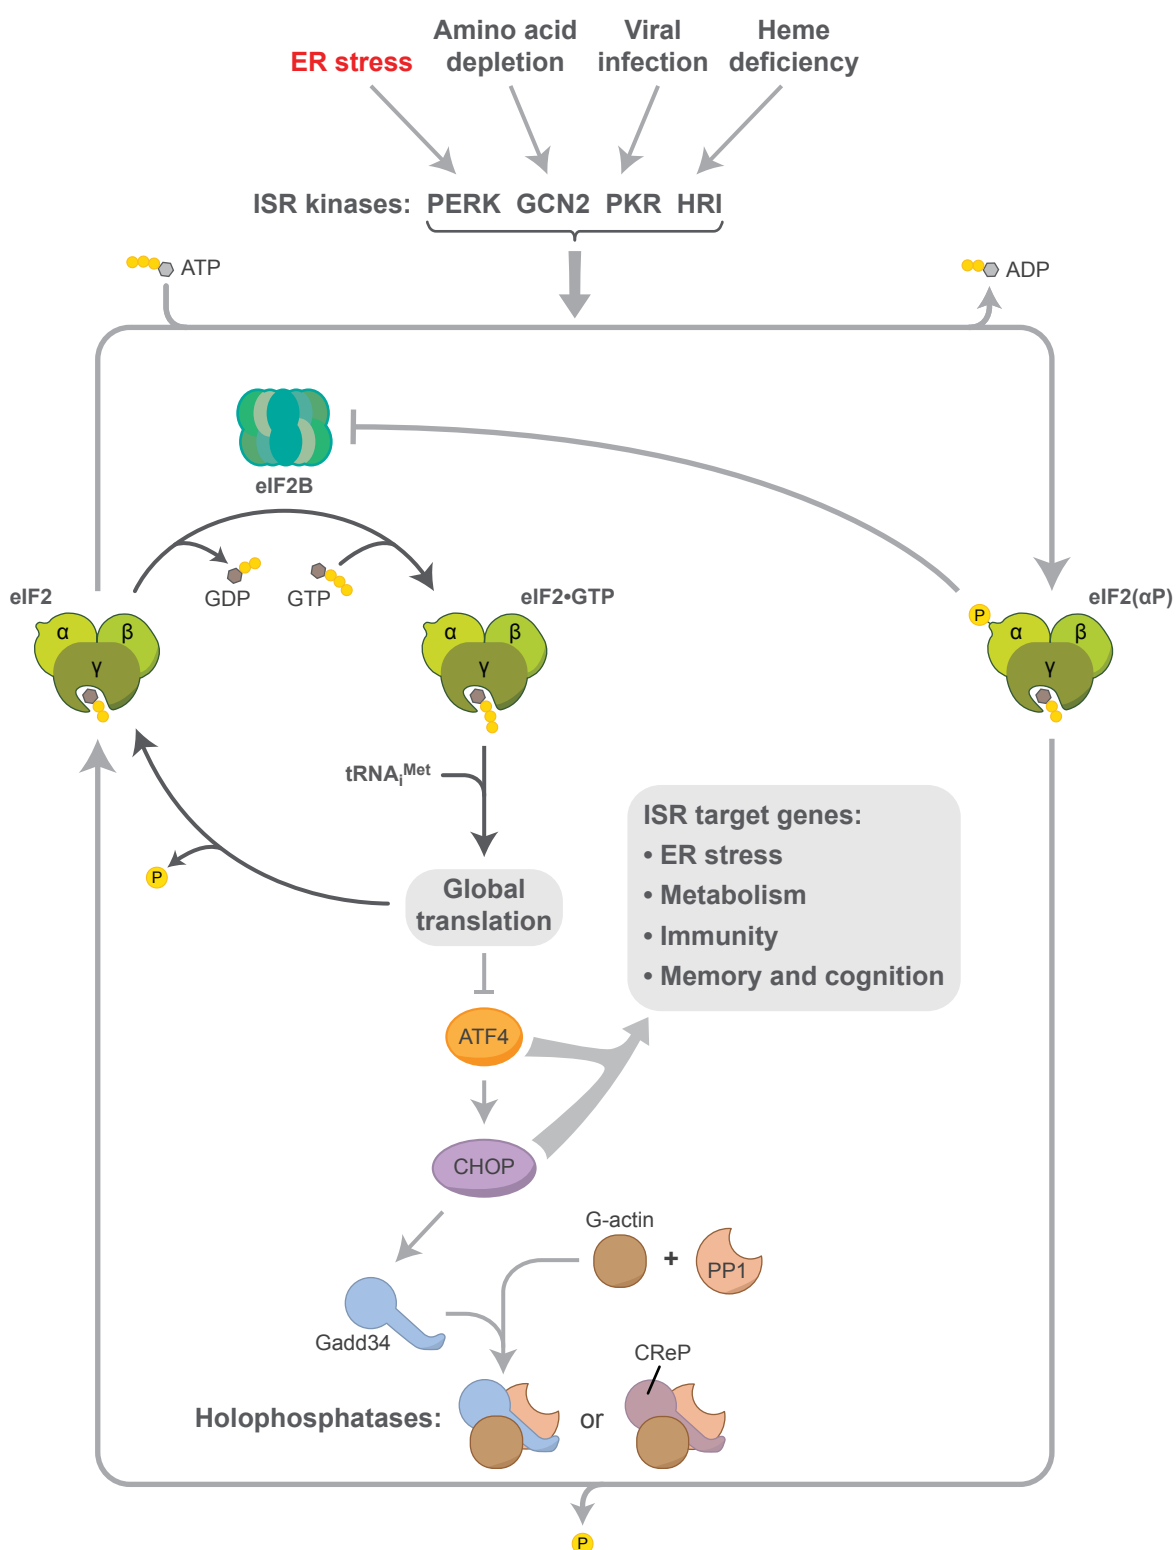 Amino acid
depletion
Viral
infection
Heme
deficiency
ER stress
ISR kinases: PERK GCN2 PKR HRI
ATP
ADP
eIF2B
GDP
GTP
eIF2
eIF2•GTP
eIF2(αP)
α β
γ
α β
γ
P
α β
γ
tRNAiMet
P
Global
translation
ISR target genes:
• ER stress
• Metabolism
• Immunity
• Memory and cognition
ATF4
CHOP
G-actin
+
PP1
Gadd34
CReP
Holophosphatases:
or
P